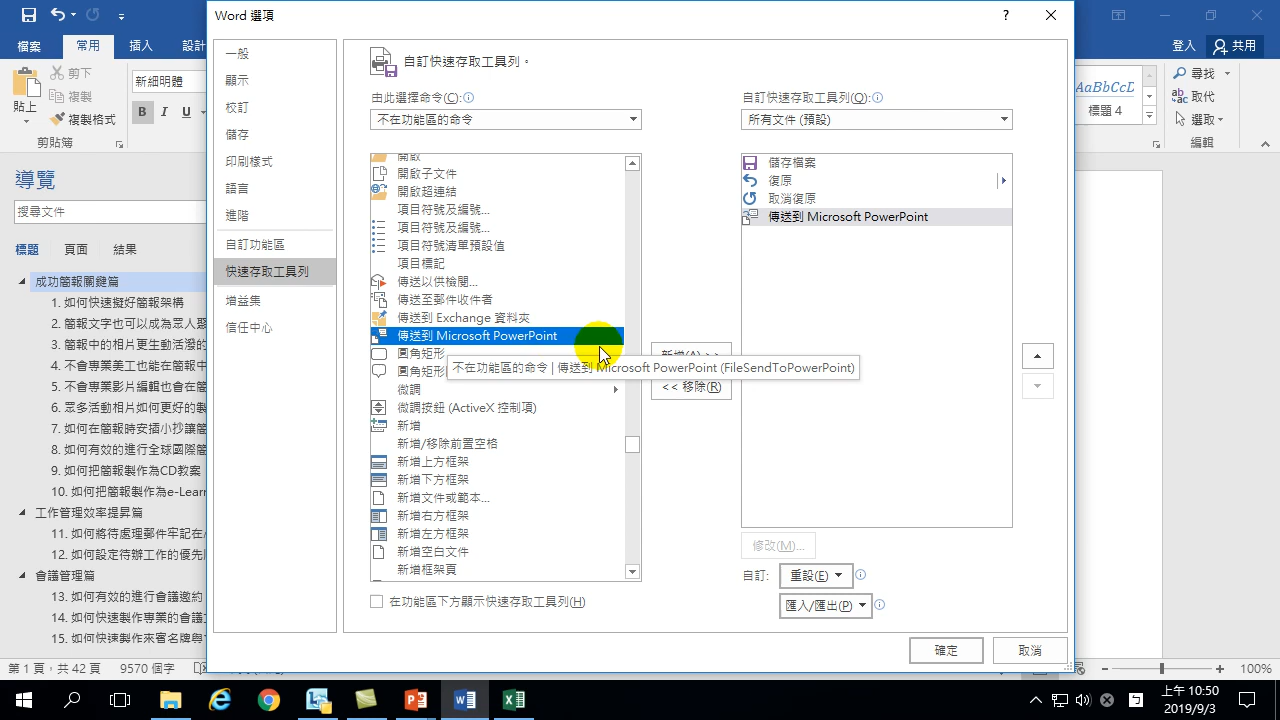 Word 選項
?
檔案
常用
插入
設計
登入
共用
貼上
剪下
複製
複製格式
剪貼簿
新細明體
B I U
AaBbCcD
標題 4
尋找
取代
選取
編輯
導覽
搜尋文件
標題
頁面
結果
成功簡報關鍵篇
1. 如何快速擬好簡報架構
2. 簡報文字也可以成為眾人
3. 簡報中的相片更生動活潑的
4. 不會專業美工也能在簡報中
5. 不會專業影片編輯也會在簡
6. 眾多活動相片如何更好的製
7. 如何在簡報時安插小抄讓簡
8. 如何有效的進行全球國際簡
9. 如何把簡報製作為CD教案
10. 如何把簡報製作為e-Learn
工作管理效率提昇篇
11. 如何將待處理郵件牢記在
12. 如何設定待辦工作的優先
會議管理篇
13. 如何有效的進行會議邀約
14. 如何快速製作專業的會議
15. 如何快速製作來賓名牌與
一般
顯示
校訂
儲存
印刷樣式
語言
進階
自訂功能區
快速存取工具列
增益集
信任中心
自訂快速存取工具列。
由此選擇命令(C):
不在功能區的命令
開啟
開啟子文件
開啟超連結
項目符號及編號...
項目符號及編號...
項目符號清單預設值
項目標記
傳送以供檢閱...
傳送至郵件收件者
傳送到 Exchange 資料夾
傳送到 Microsoft PowerPoint
圓角矩形
圓角矩形
微調
微調按鈕 (ActiveX 控制項)
新增
新增/移除前置空格
新增上方框架
新增下方框架
新增文件或範本...
新增右方框架
新增左方框架
新增空白文件
新增框架頁
不在功能區的命令 | 傳送到 Microsoft PowerPoint (FileSendToPowerPoint)
新增(A) >>
<< 移除(R)
自訂快速存取工具列(Q):
所有文件 (預設)
儲存檔案
復原
取消復原
傳送到 Microsoft PowerPoint
修改(M)...
自訂:
重設(E)
匯入/匯出(P)
在功能區下方顯示快速存取工具列(H)
確定
取消
第 1 頁，共 42 頁
9570 個字
100%
上午 10:50
2019/9/3